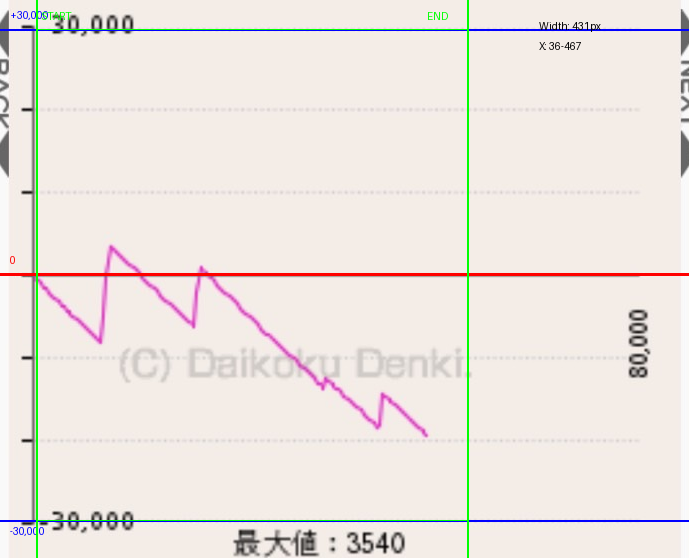 +30,000
START
30,000
END
Width: 431px
X: 36-467
BACK
NEXT
0
80,000
(C) Daikoku Denki.
-30,000
-30,000
最大値：3540